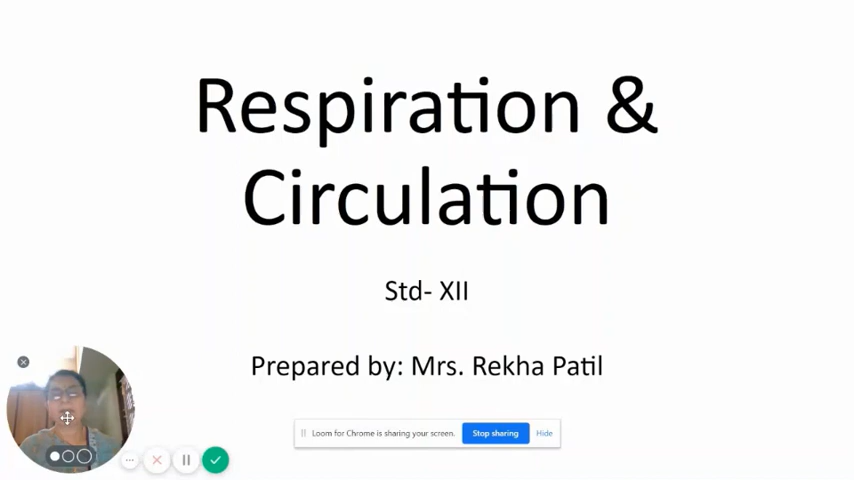 Respiration &
Circulation
Std- XII
Prepared by: Mrs. Rekha Patil
Loom for Chrome is sharing your screen. Stop sharing Hide